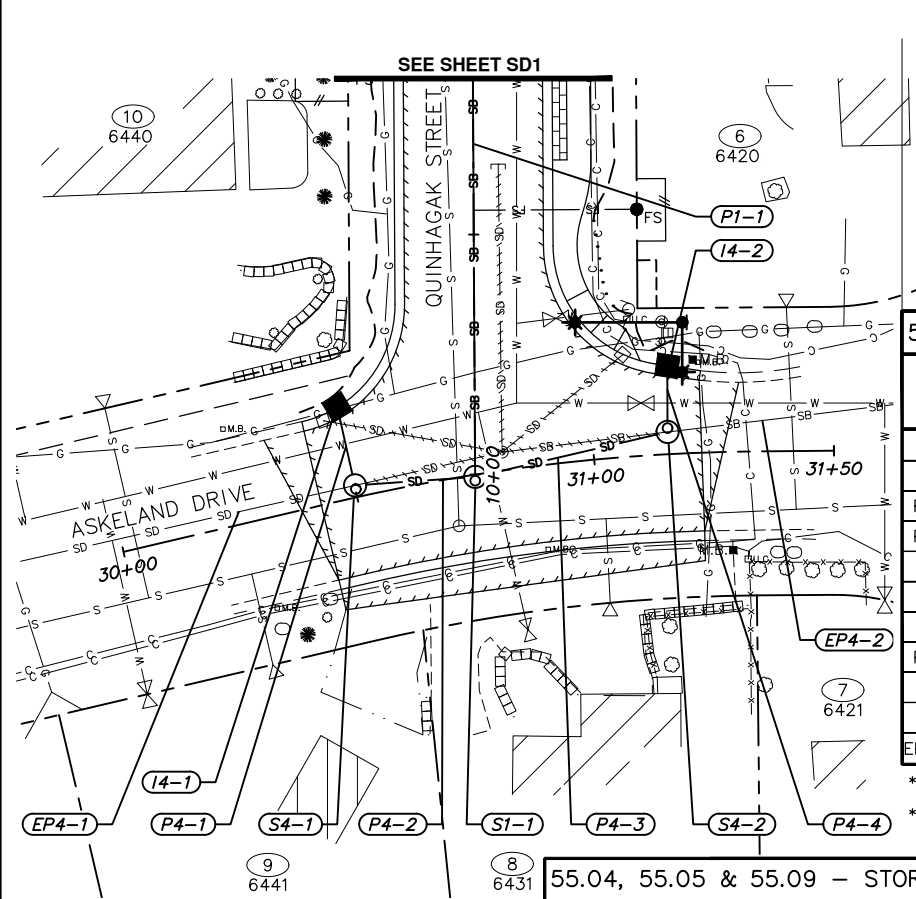 SEE SHEET SD1
10
6440
QUINHAGAK STREET
6
6420
FS
P1-1
I4-2
M.B.
M.B.
ASKELAND DRIVE
10+00
30+00
31+00
31+50
M.B.
M.B.
M.B.
EP4-2
7
6421
I4-1
EP4-1
P4-1
S4-1
P4-2
S1-1
P4-3
S4-2
P4-4
9
6441
8
6431
55.04, 55.05 & 55.09 – STOR